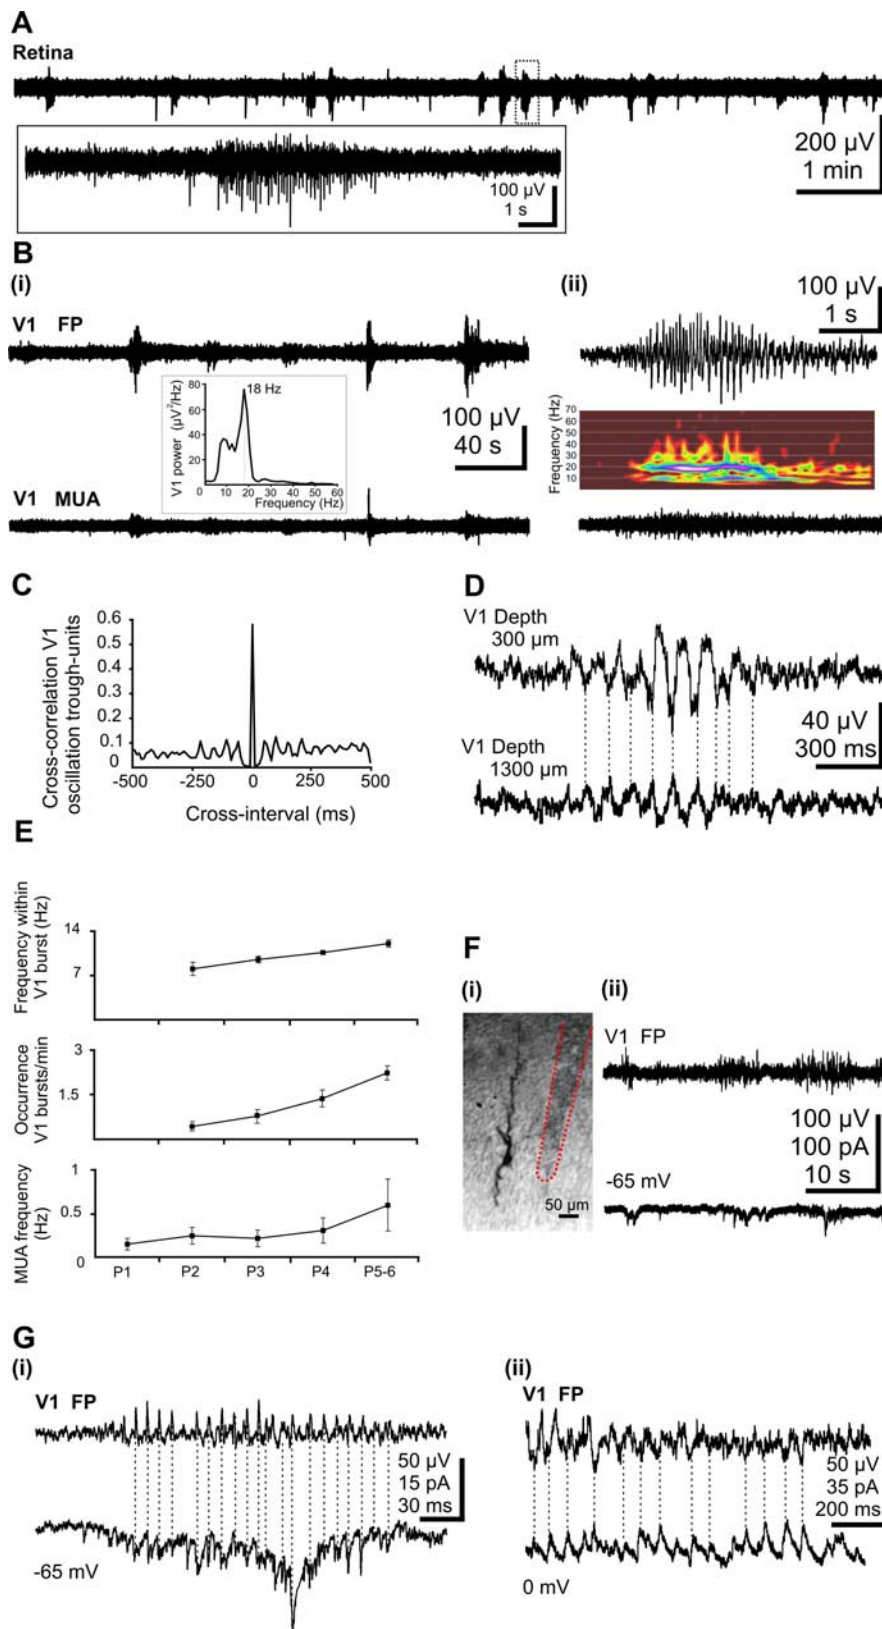 A
Retina
200 µV
1 min
100 µV
1 s
B
(i)
V1 FP
18 Hz
V1 power (µV²/Hz)
80
60
40
20
0
0 10 20 30 40 50 60
Frequency (Hz)
100 µV
40 s
V1 MUA
(ii)
100 µV
1 s
Frequency (Hz)
70
60
50
40
30
20
10
C
Cross-correlation V1
oscillation trough-units
0.6
0.5
0.4
0.3
0.2
0.1
0
-500 -250 0 250 500
Cross-interval (ms)
D
V1 Depth
300 µm
V1 Depth
1300 µm
40 µV
300 ms
E
Frequency within
V1 burst (Hz)
14
7
Occurrence
V1 bursts/min
3
1.5
MUA frequency
(Hz)
1
0.5
0
P1 P2 P3 P4 P5-6
F
(i)
50 µm
(ii)
V1 FP
100 µV
100 pA
10 s
-65 mV
G
(i)
V1 FP
50 µV
15 pA
30 ms
-65 mV
(ii)
V1 FP
50 µV
35 pA
200 ms
0 mV